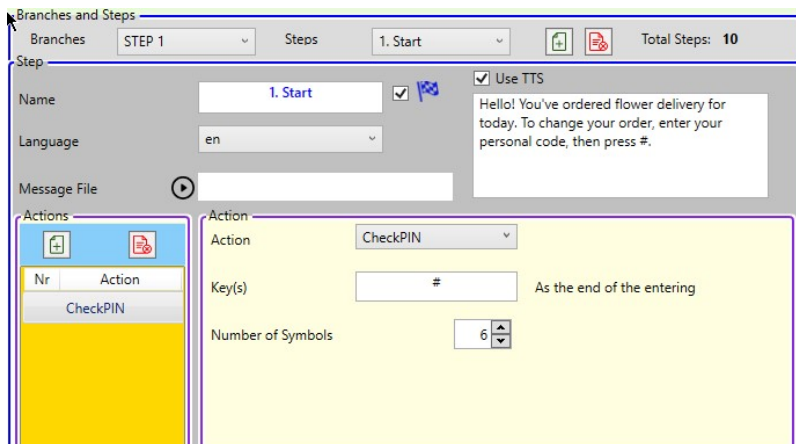 Branches and Steps
Branches STEP 1 Steps 1. Start Total Steps: 10
Step
Use TTS
Name 1. Start
Hello! You've ordered flower delivery for
today. To change your order, enter your
personal code, then press #.
Language en
Message File
Actions
Action
Action CheckPIN
Nr Action
Key(s) # As the end of the entering
CheckPIN
Number of Symbols 6